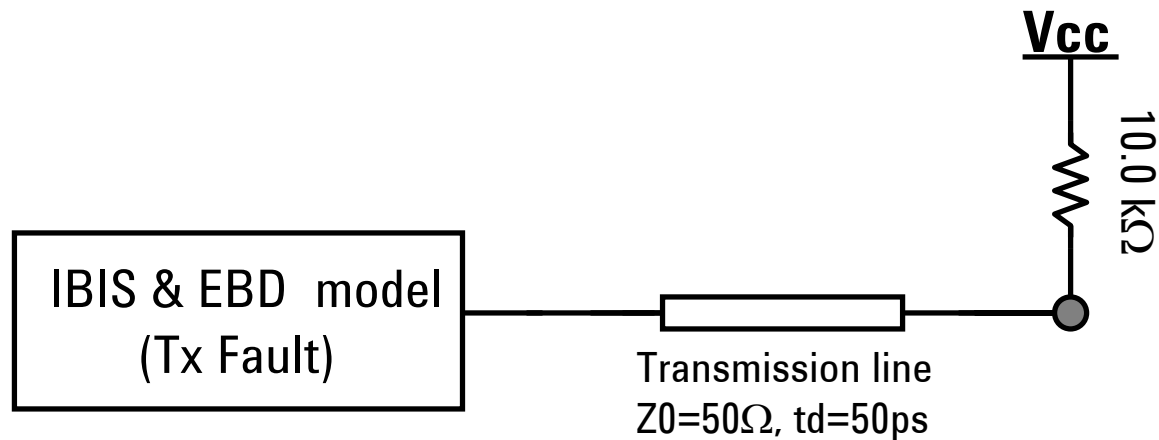 Vcc
10.0 kΩ
IBIS & EBD model
(Tx Fault)
Transmission line
Z0=50Ω, td=50ps